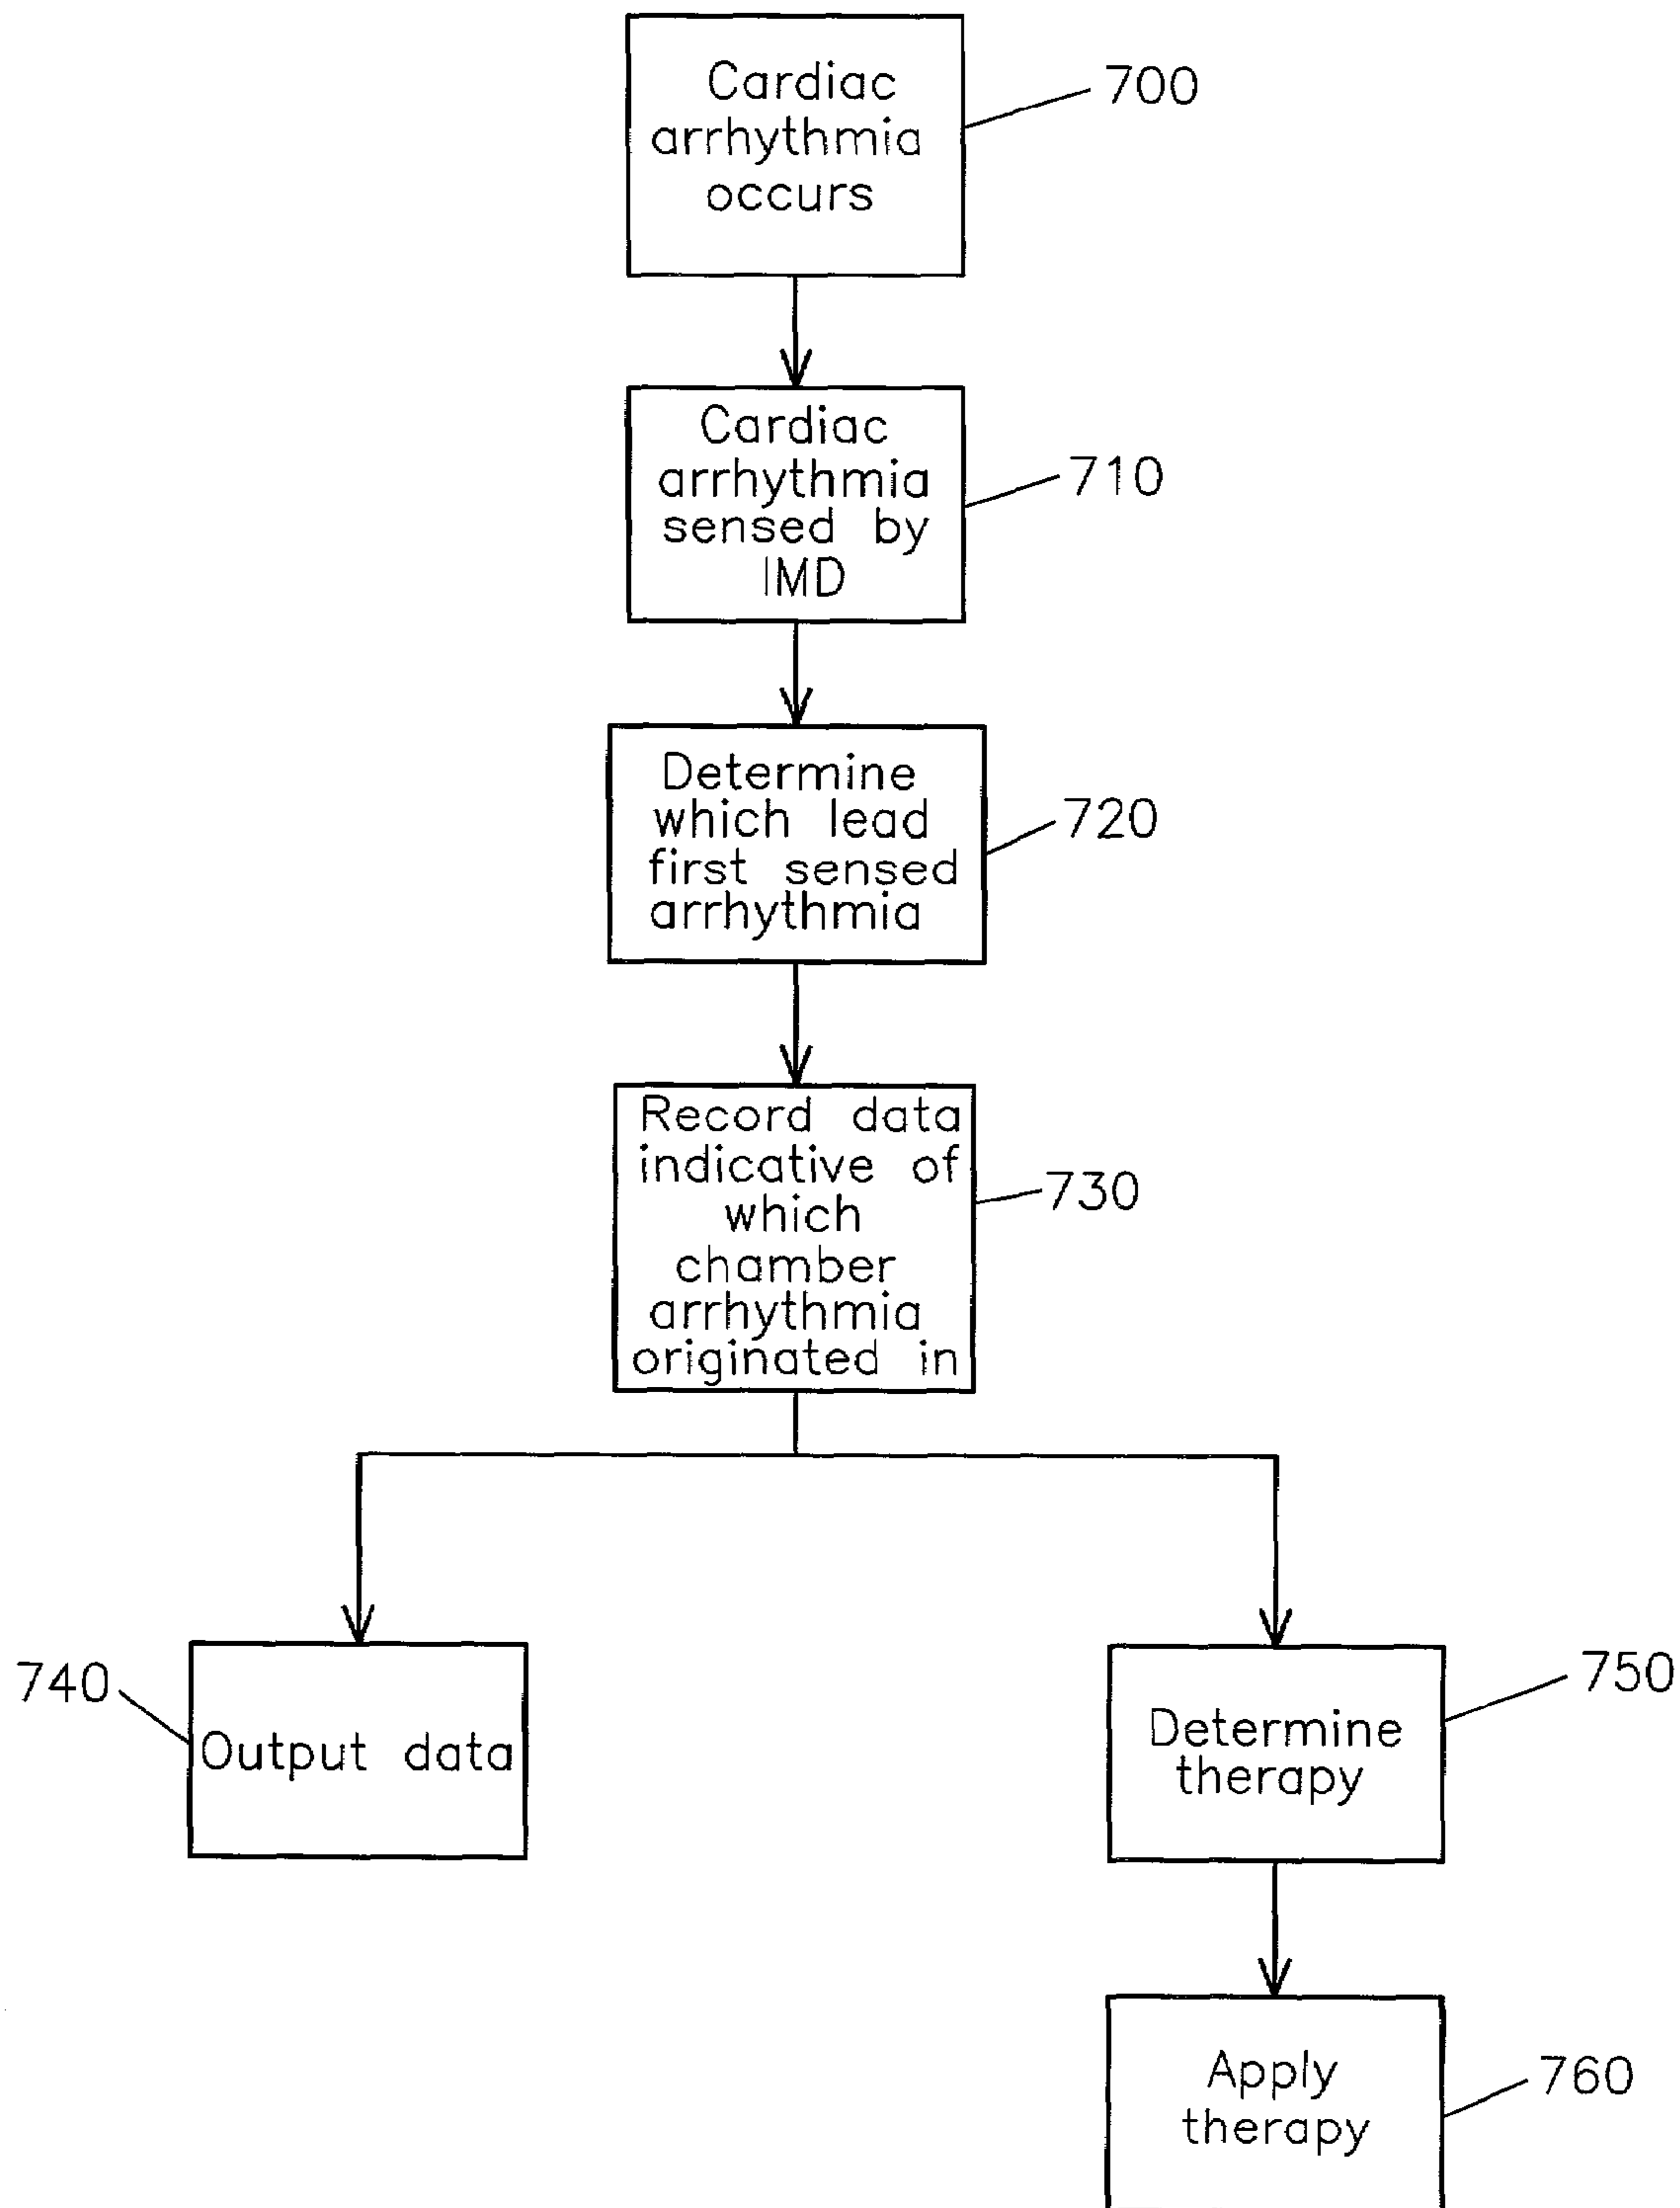 Cardiac
arrhythmia
occurs
700
Cardiac
arrhythmia
sensed by
IMD
710
Determine
which lead
first sensed
arrhythmia
720
Record data
indicative of
which
chamber
arrhythmia
originated in
730
740
Output data
750
Determine
therapy
760
Apply
therapy